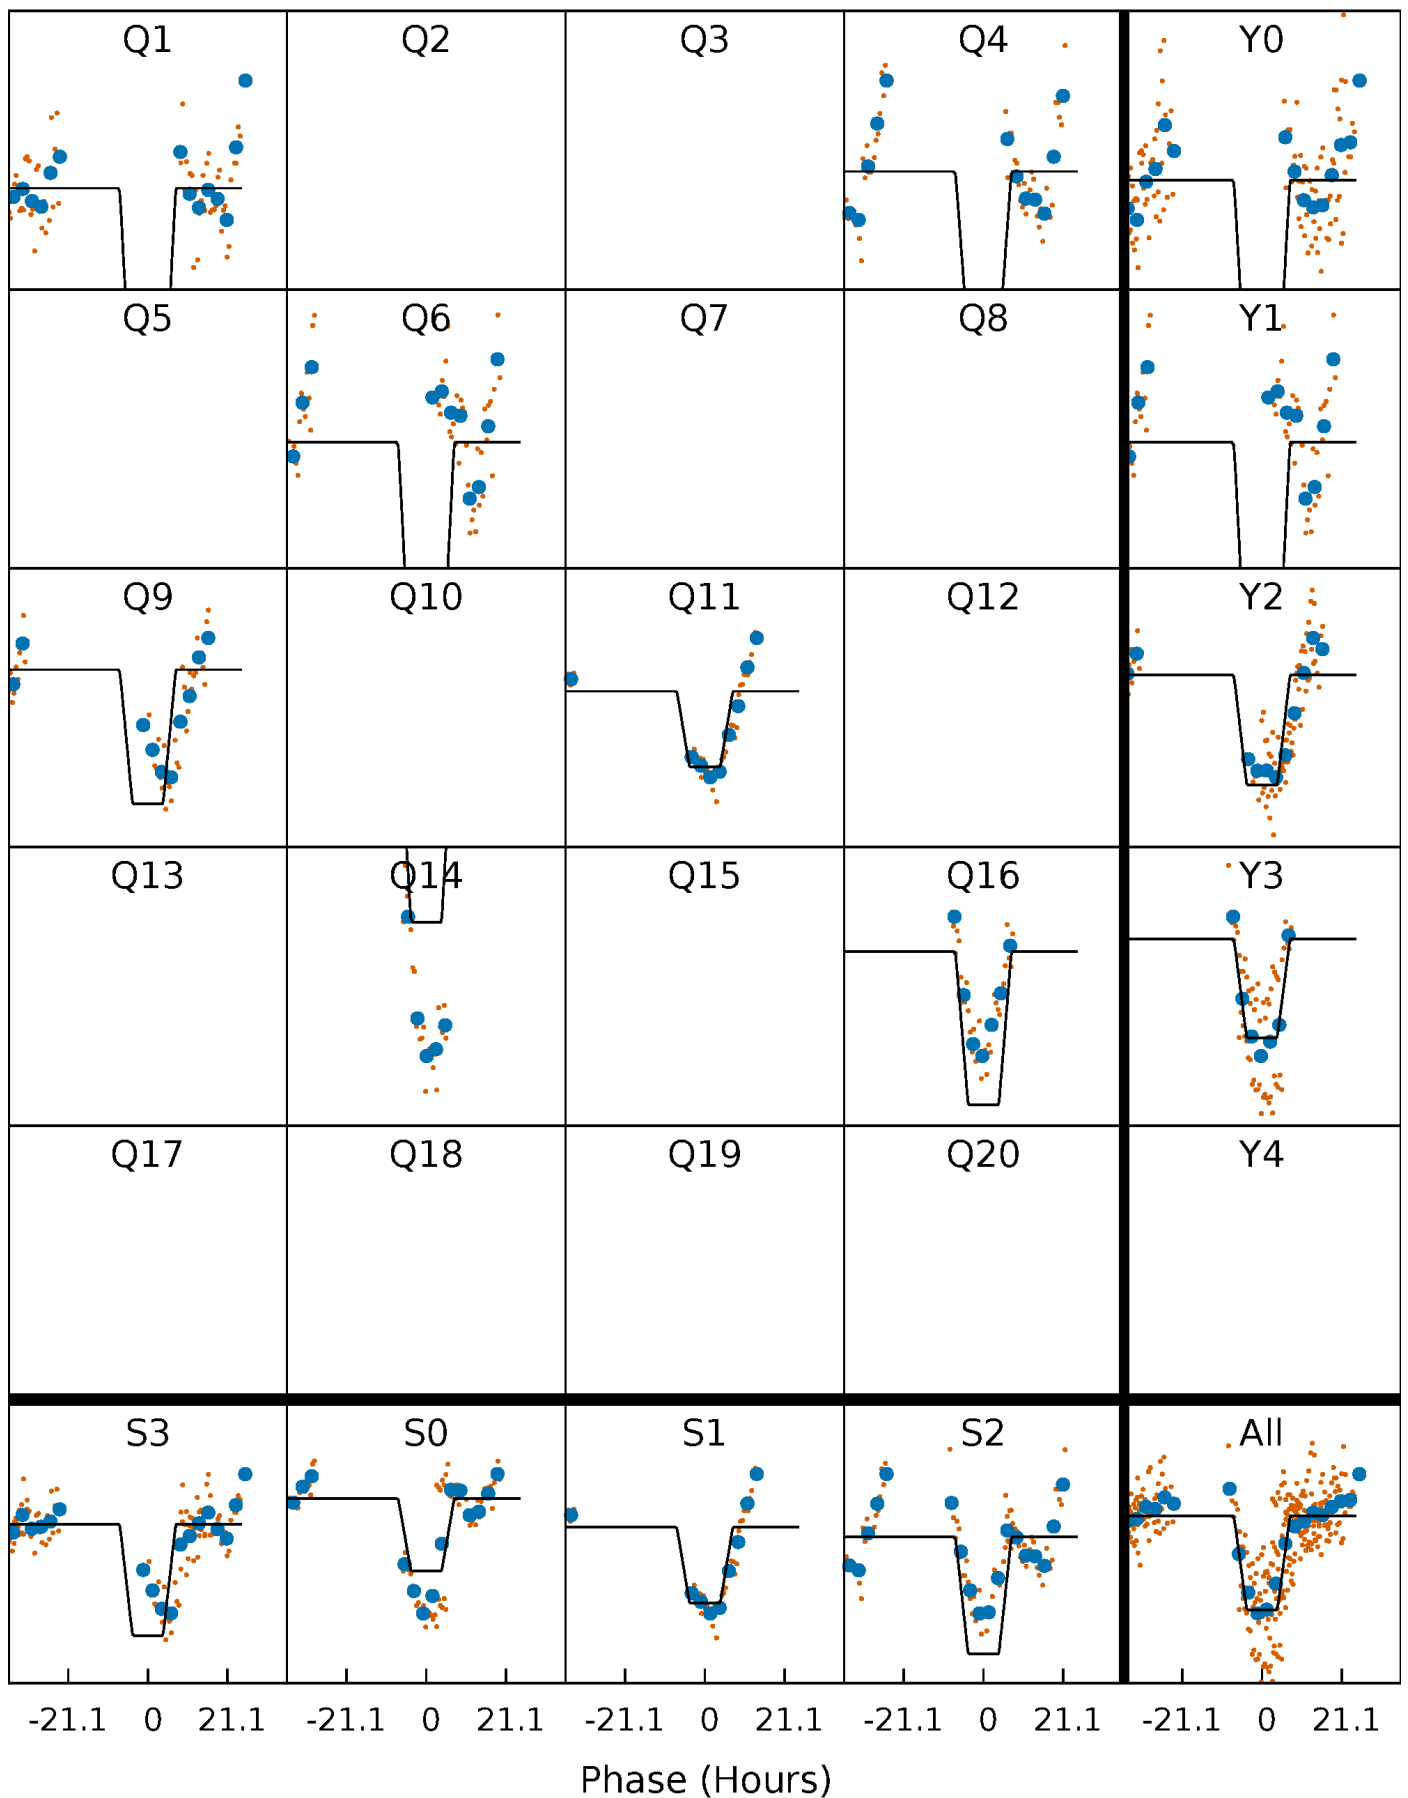 Q1 Q2 Q3 Q4 Y0
Q5 Q6 Q7 Q8 Y1
Q9 Q10 Q11 Q12 Y2
Q13 Q14 Q15 Q16 Y3
Q17 Q18 Q19 Q20 Y4
S3 S0 S1 S2 All
-21.1 0 21.1 -21.1 0 21.1 -21.1 0 21.1 -21.1 0 21.1 -21.1 0 21.1
Phase (Hours)